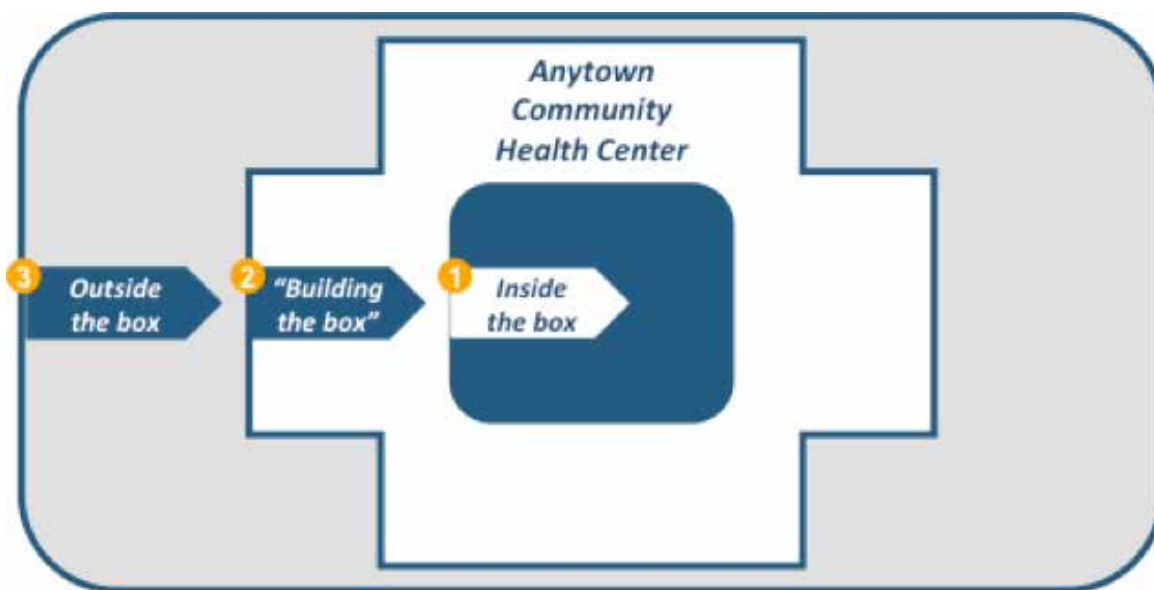 Anytown
Community
Health Center
3
Outside
the box
2
“Building
the box”
1
Inside
the box